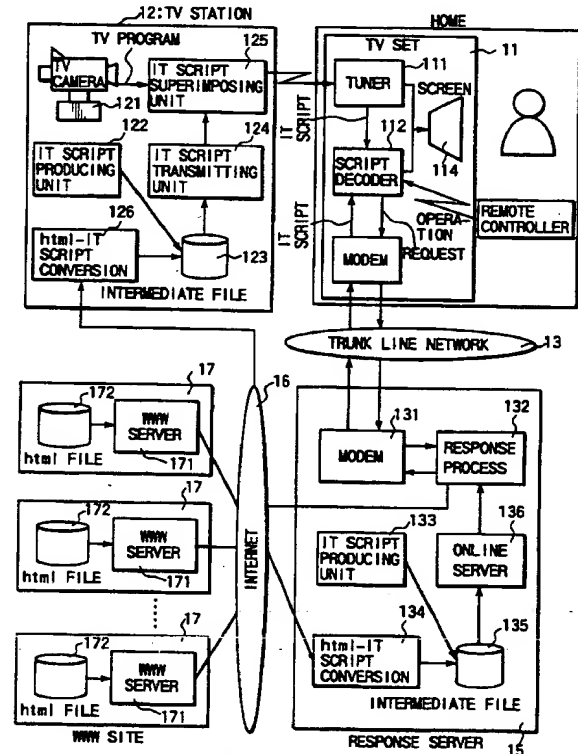 12:TV STATION
TV PROGRAM
TV
CAMERA
121
125
IT SCRIPT
SUPERIMPOSING
UNIT
122
IT SCRIPT
PRODUCING
UNIT
124
IT SCRIPT
TRANSMITTING
UNIT
126
html-IT
SCRIPT
CONVERSION
123
INTERMEDIATE FILE
HOME
TV SET
11
111
TUNER
SCREEN
IT
SCRIPT
112
SCRIPT
DECODER
114
IT
SCRIPT
OPERA-
TION
REQUEST
REMOTE
CONTROLLER
MODEM
TRUNK LINE NETWORK
13
16
INTERNET
17
172
WWW
SERVER
171
html FILE
17
172
WWW
SERVER
171
html FILE
17
172
WWW
SERVER
171
html FILE
WWW SITE
131
MODEM
132
RESPONSE
PROCESS
133
IT SCRIPT
PRODUCING
UNIT
136
ONLINE
SERVER
134
html-IT
SCRIPT
CONVERSION
135
INTERMEDIATE FILE
RESPONSE SERVER
15